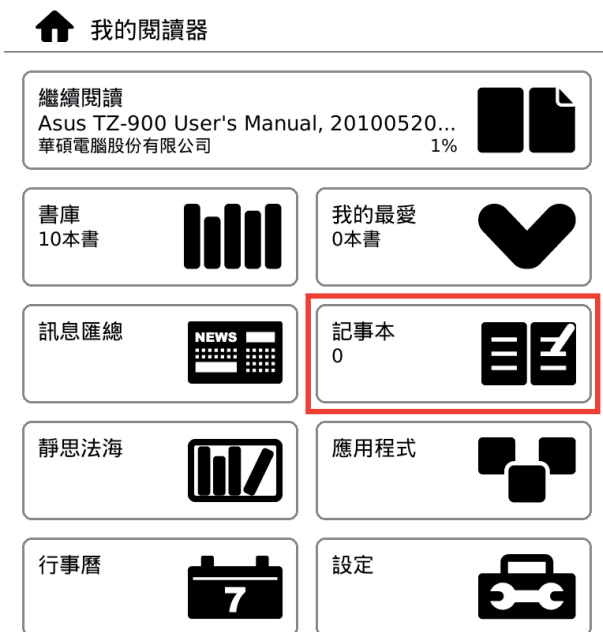 我的閱讀器
繼續閱讀
Asus TZ-900 User's Manual, 20100520...
華碩電腦股份有限公司 1%
書庫
10本書
我的最愛
0本書
訊息匯總
NEWS
記事本
0
靜思法海
應用程式
行事曆
7
設定